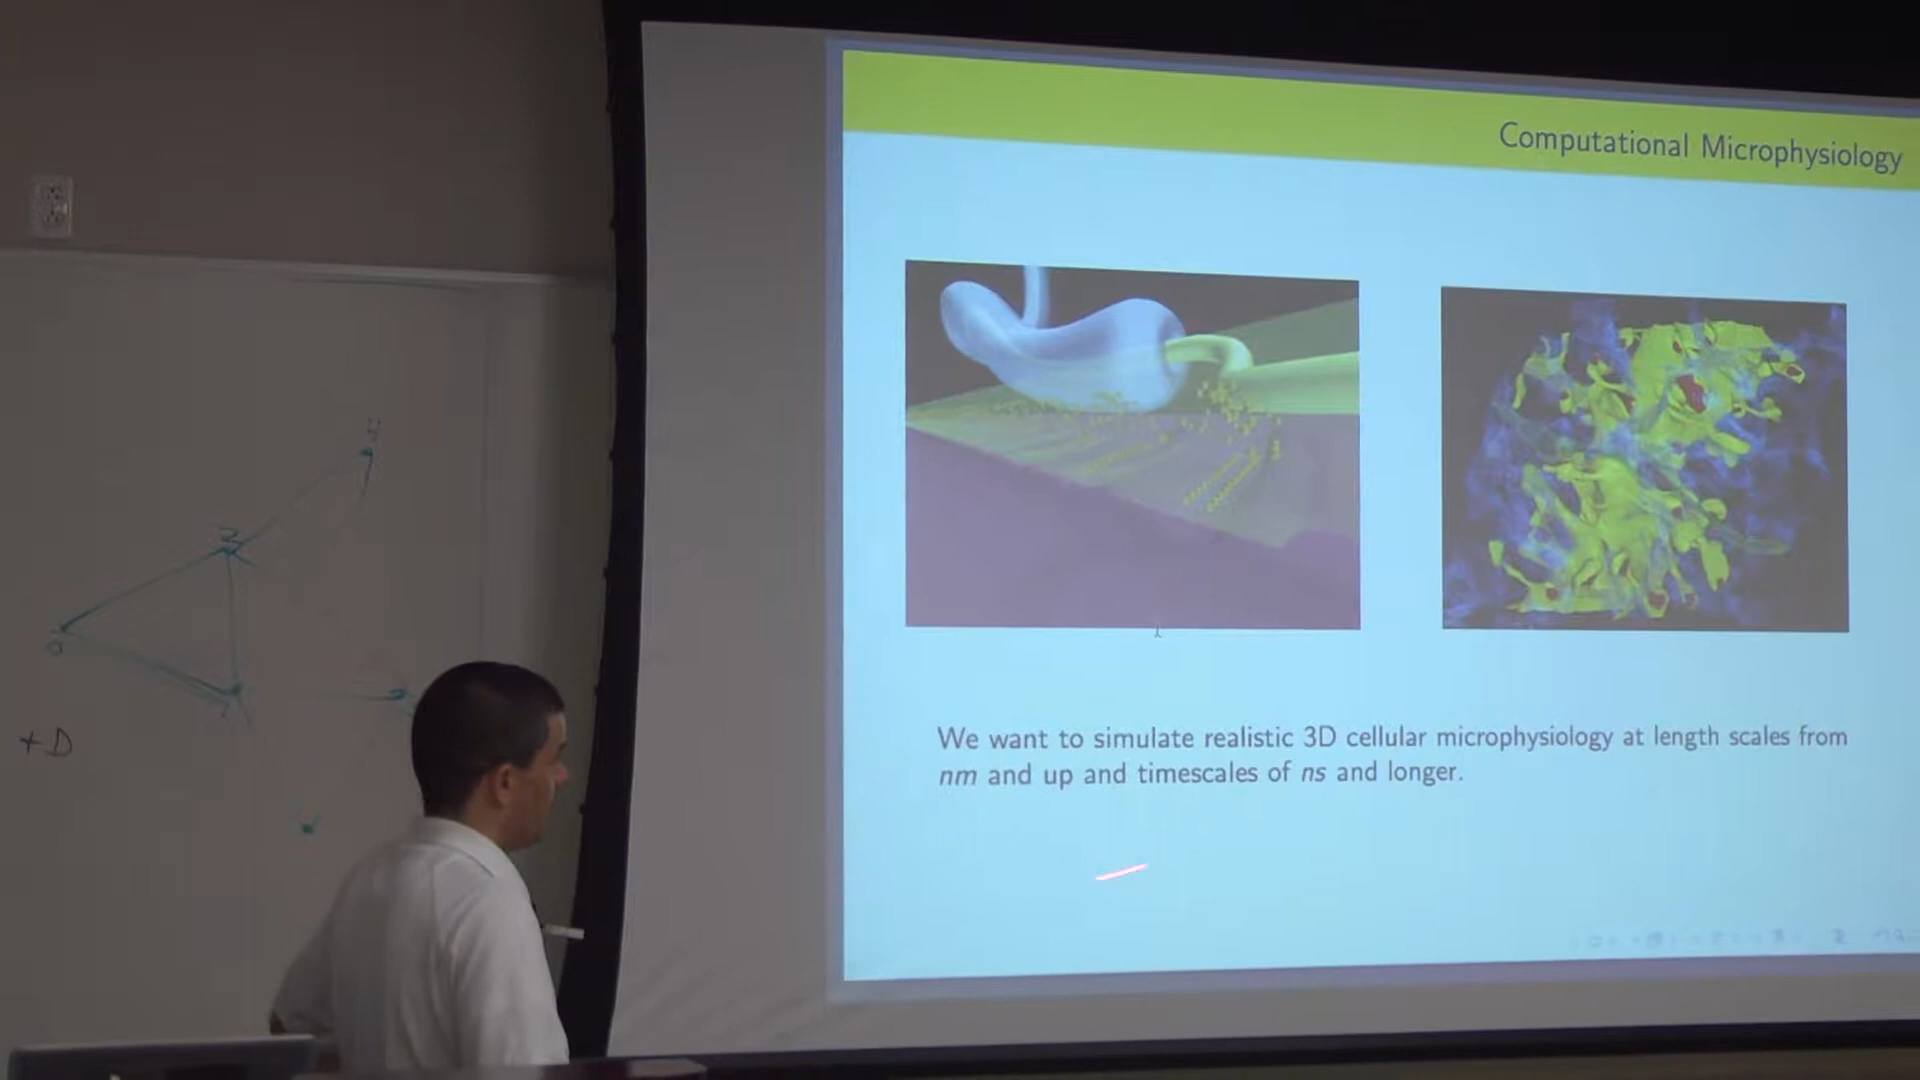 Computational Microphysiology
We want to simulate realistic 3D cellular microphysiology at length scales from
nm and up and timescales of ns and longer.
+ D